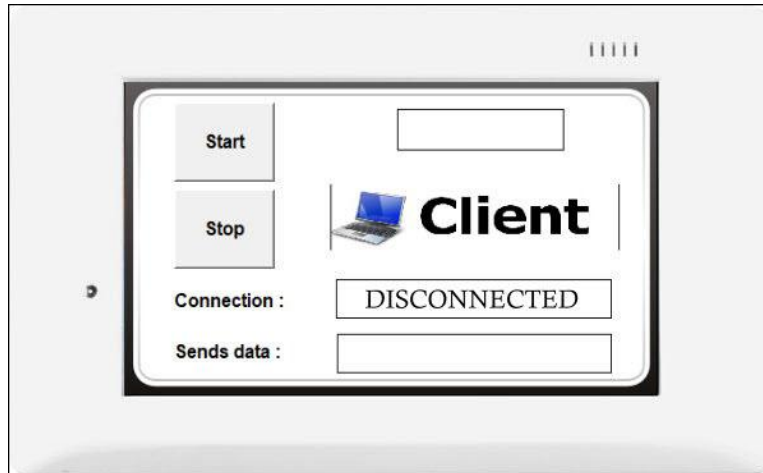 Start
Stop
Client
Connection :
DISCONNECTED
Sends data :